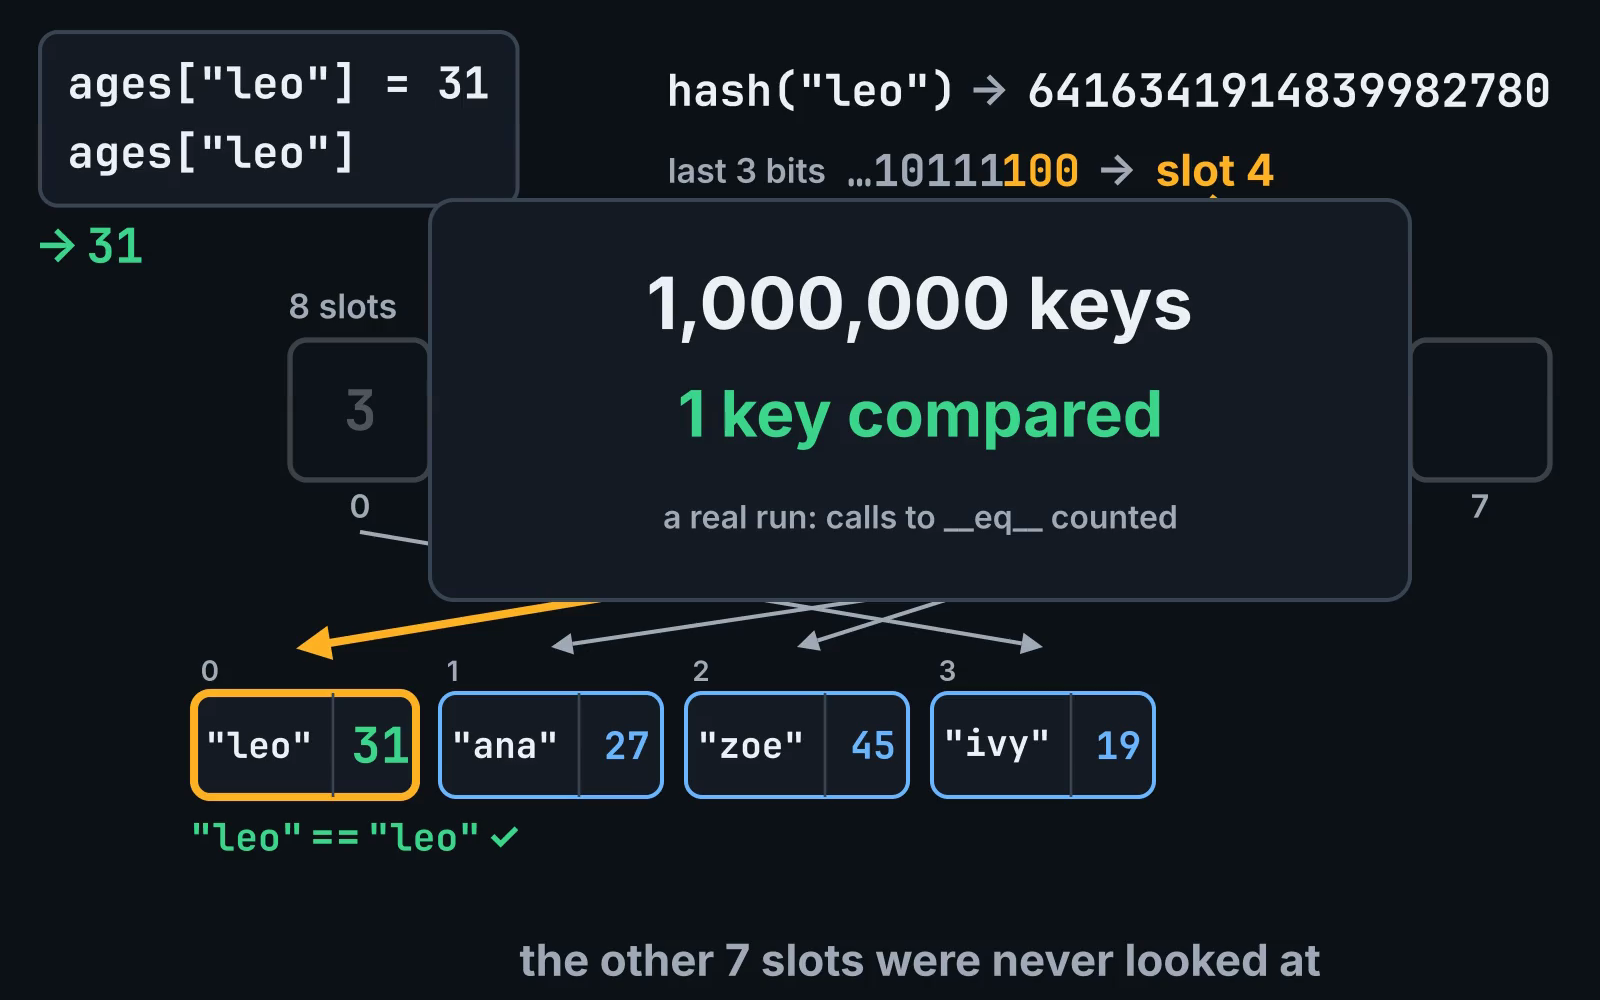 ages["leo"] = 31
ages["leo"]
→ 31
hash("leo") → 6416341914839982780
last 3 bits …10111100 → slot 4
8 slots
1,000,000 keys
1 key compared
a real run: calls to __eq__ counted
3
0
7
0
1
2
3
"leo" 31
"ana" 27
"zoe" 45
"ivy" 19
"leo" == "leo" ✓
the other 7 slots were never looked at